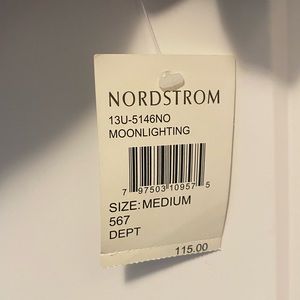 NORDSTROM
13U-5146NO
MOONLIGHTING
7 97503 10957 5
SIZE: MEDIUM
567
DEPT
115.00